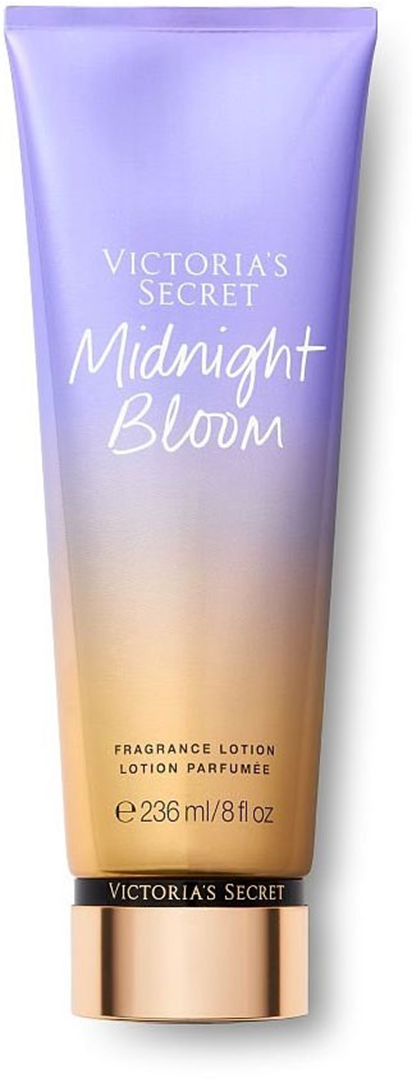 VICTORIA'S
SECRET
Midnight
Bloom
FRAGRANCE LOTION
LOTION PARFUMÉE
℮ 236 ml/8 fl oz
VICTORIA'S SECRET